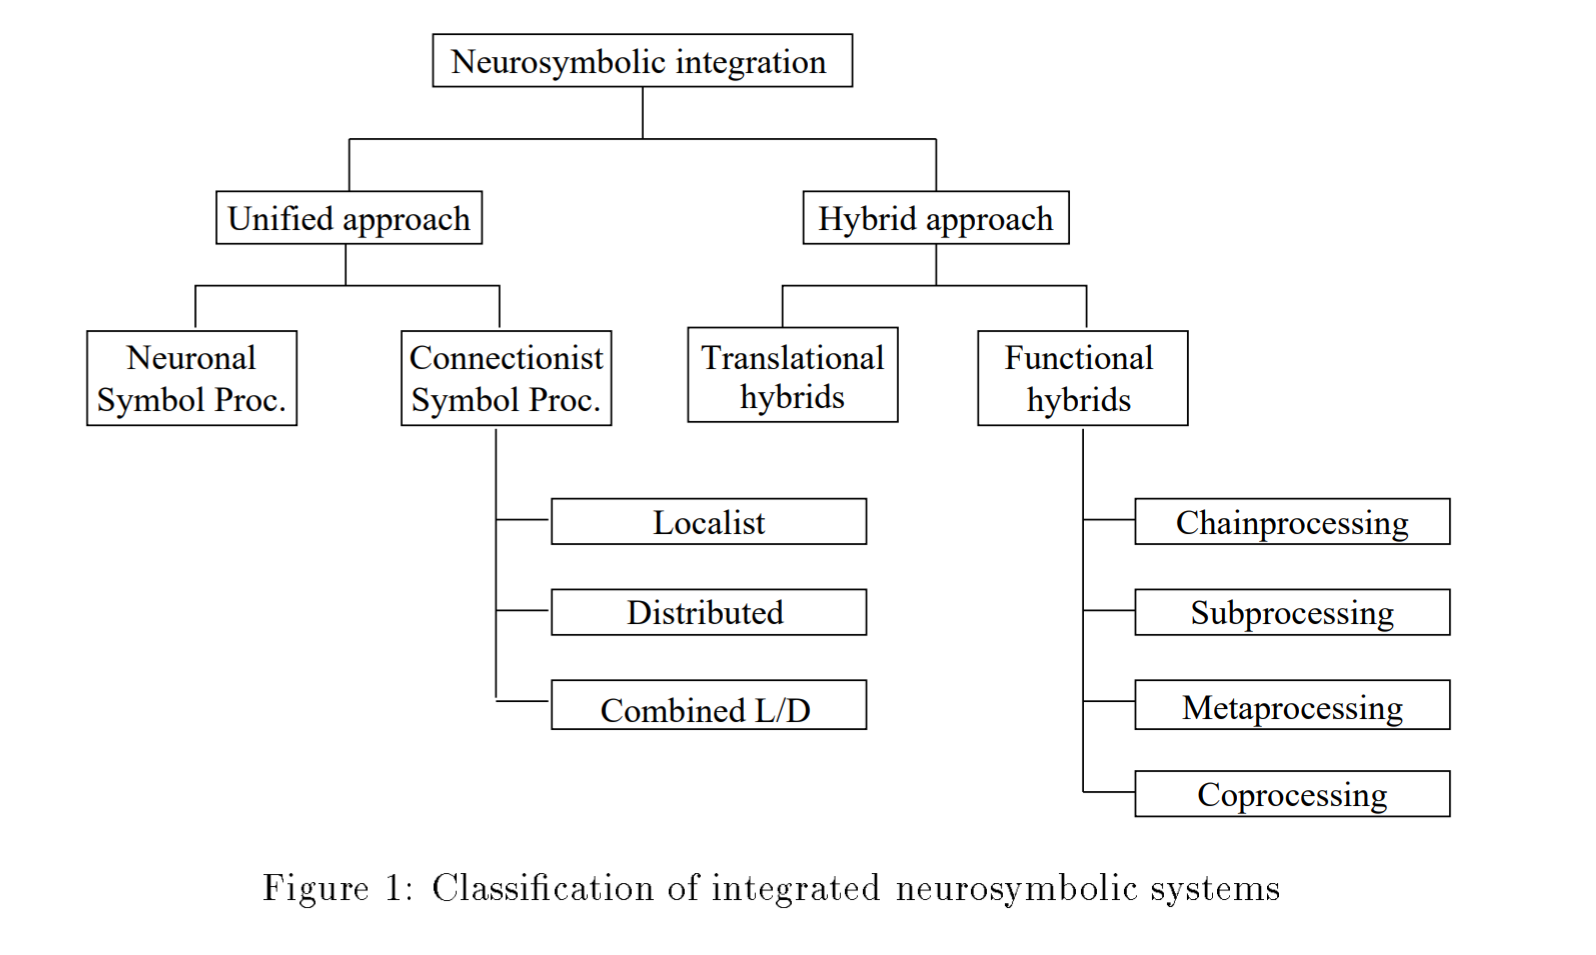 Neurosymbolic integration
Unified approach
Hybrid approach
Neuronal
Symbol Proc.
Connectionist
Symbol Proc.
Translational
hybrids
Functional
hybrids
Localist
Distributed
Combined L/D
Chainprocessing
Subprocessing
Metaprocessing
Coprocessing
Figure 1: Classification of integrated neurosymbolic systems